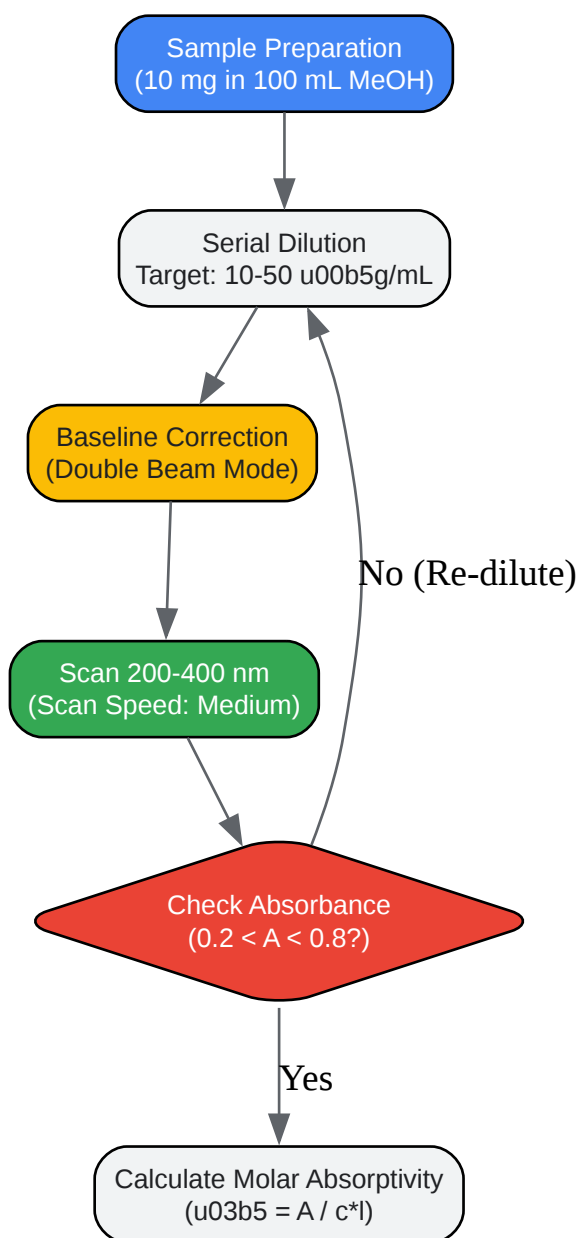 Sample Preparation
(10 mg in 100 mL MeOH)
Serial Dilution
Target: 10-50 u00b5g/mL
Baseline Correction
(Double Beam Mode)
No (Re-dilute)
Scan 200-400 nm
(Scan Speed: Medium)
Check Absorbance
(0.2 < A < 0.8?)
Yes
Calculate Molar Absorptivity
(u03b5 = A / c*l)